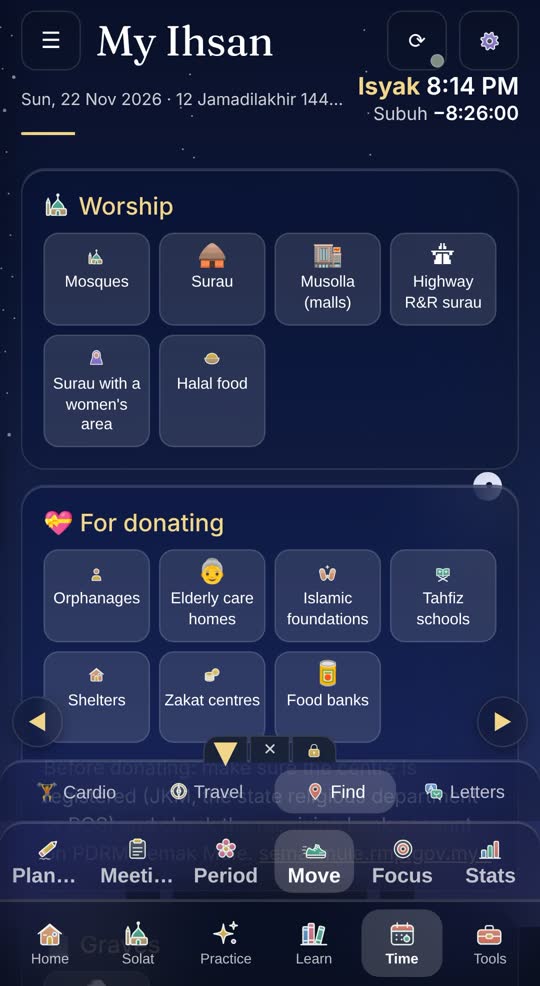 My Ihsan
Sun, 22 Nov 2026 · 12 Jamadilakhir 144...
Isyak 8:14 PM
Subuh −8:26:00
Worship
Mosques
Surau
Musolla
(malls)
Highway
R&R surau
Surau with a
women's
area
Halal food
For donating
Orphanages
Elderly care
homes
Islamic
foundations
Tahfiz
schools
Shelters
Zakat centres
Food banks
Before donating: make sure the centre is
registered (JKM, the state religious department
Cardio
Travel
Find
Letters
Plan...
Meeti...
Period
Move
Focus
Stats
Graves
Home
Solat
Practice
Learn
Time
Tools